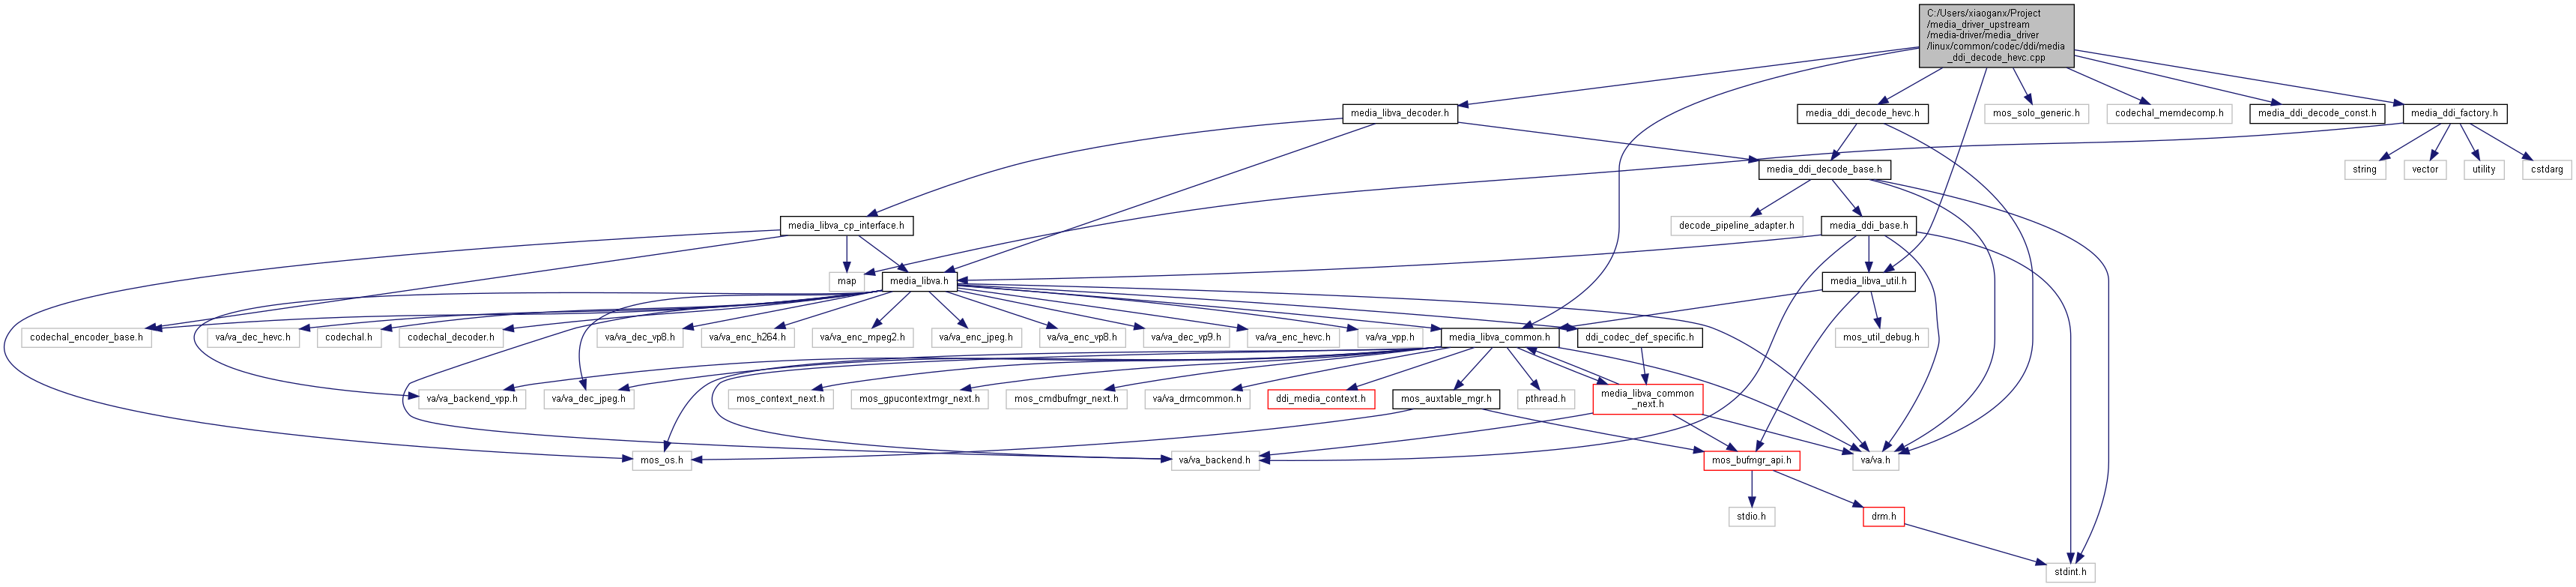 C:/Users/xiaoganx/Project
/media_driver_upstream
/media-driver/media_driver
/linux/common/codec/ddi/media
_ddi_decode_hevc.cpp
media_libva_decoder.h
media_ddi_decode_hevc.h
mos_solo_generic.h
codechal_memdecomp.h
media_ddi_decode_const.h
media_ddi_factory.h
media_ddi_decode_base.h
string
vector
utility
cstdarg
media_libva_cp_interface.h
decode_pipeline_adapter.h
media_ddi_base.h
map
media_libva.h
media_libva_util.h
codechal_encoder_base.h
va/va_dec_hevc.h
codechal.h
codechal_decoder.h
va/va_dec_vp8.h
va/va_enc_h264.h
va/va_enc_mpeg2.h
va/va_enc_jpeg.h
va/va_enc_vp8.h
va/va_dec_vp9.h
va/va_enc_hevc.h
va/va_vpp.h
media_libva_common.h
ddi_codec_def_specific.h
mos_util_debug.h
va/va_backend_vpp.h
va/va_dec_jpeg.h
mos_context_next.h
mos_gpucontextmgr_next.h
mos_cmdbufmgr_next.h
va/va_drmcommon.h
ddi_media_context.h
mos_auxtable_mgr.h
pthread.h
media_libva_common
_next.h
mos_os.h
va/va_backend.h
mos_bufmgr_api.h
va/va.h
stdio.h
drm.h
stdint.h